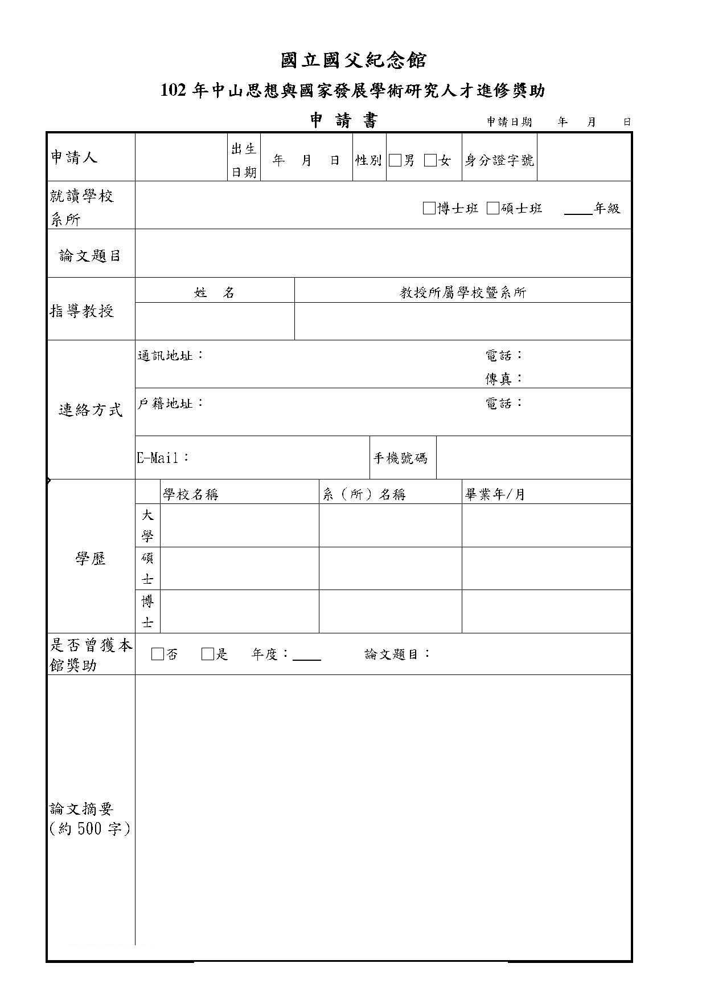 國立國父紀念館
102 年中山思想與國家發展學術研究人才進修獎助
申 請 書 申請日期 年 月 日
申請人 出生日期 年 月 日 性別 □男 □女 身分證字號
就讀學校
系所
□博士班 □碩士班 ____年級
論文題目
指導教授
姓 名 教授所屬學校暨系所
連絡方式
通訊地址： 電話：
傳真：
戶籍地址： 電話：
E-Mail： 手機號碼
學歷
學校名稱 系（所）名稱 畢業年/月
大
學
碩
士
博
士
是否曾獲本
館獎助
□否 □是 年度：____ 論文題目：
論文摘要
(約 500 字)